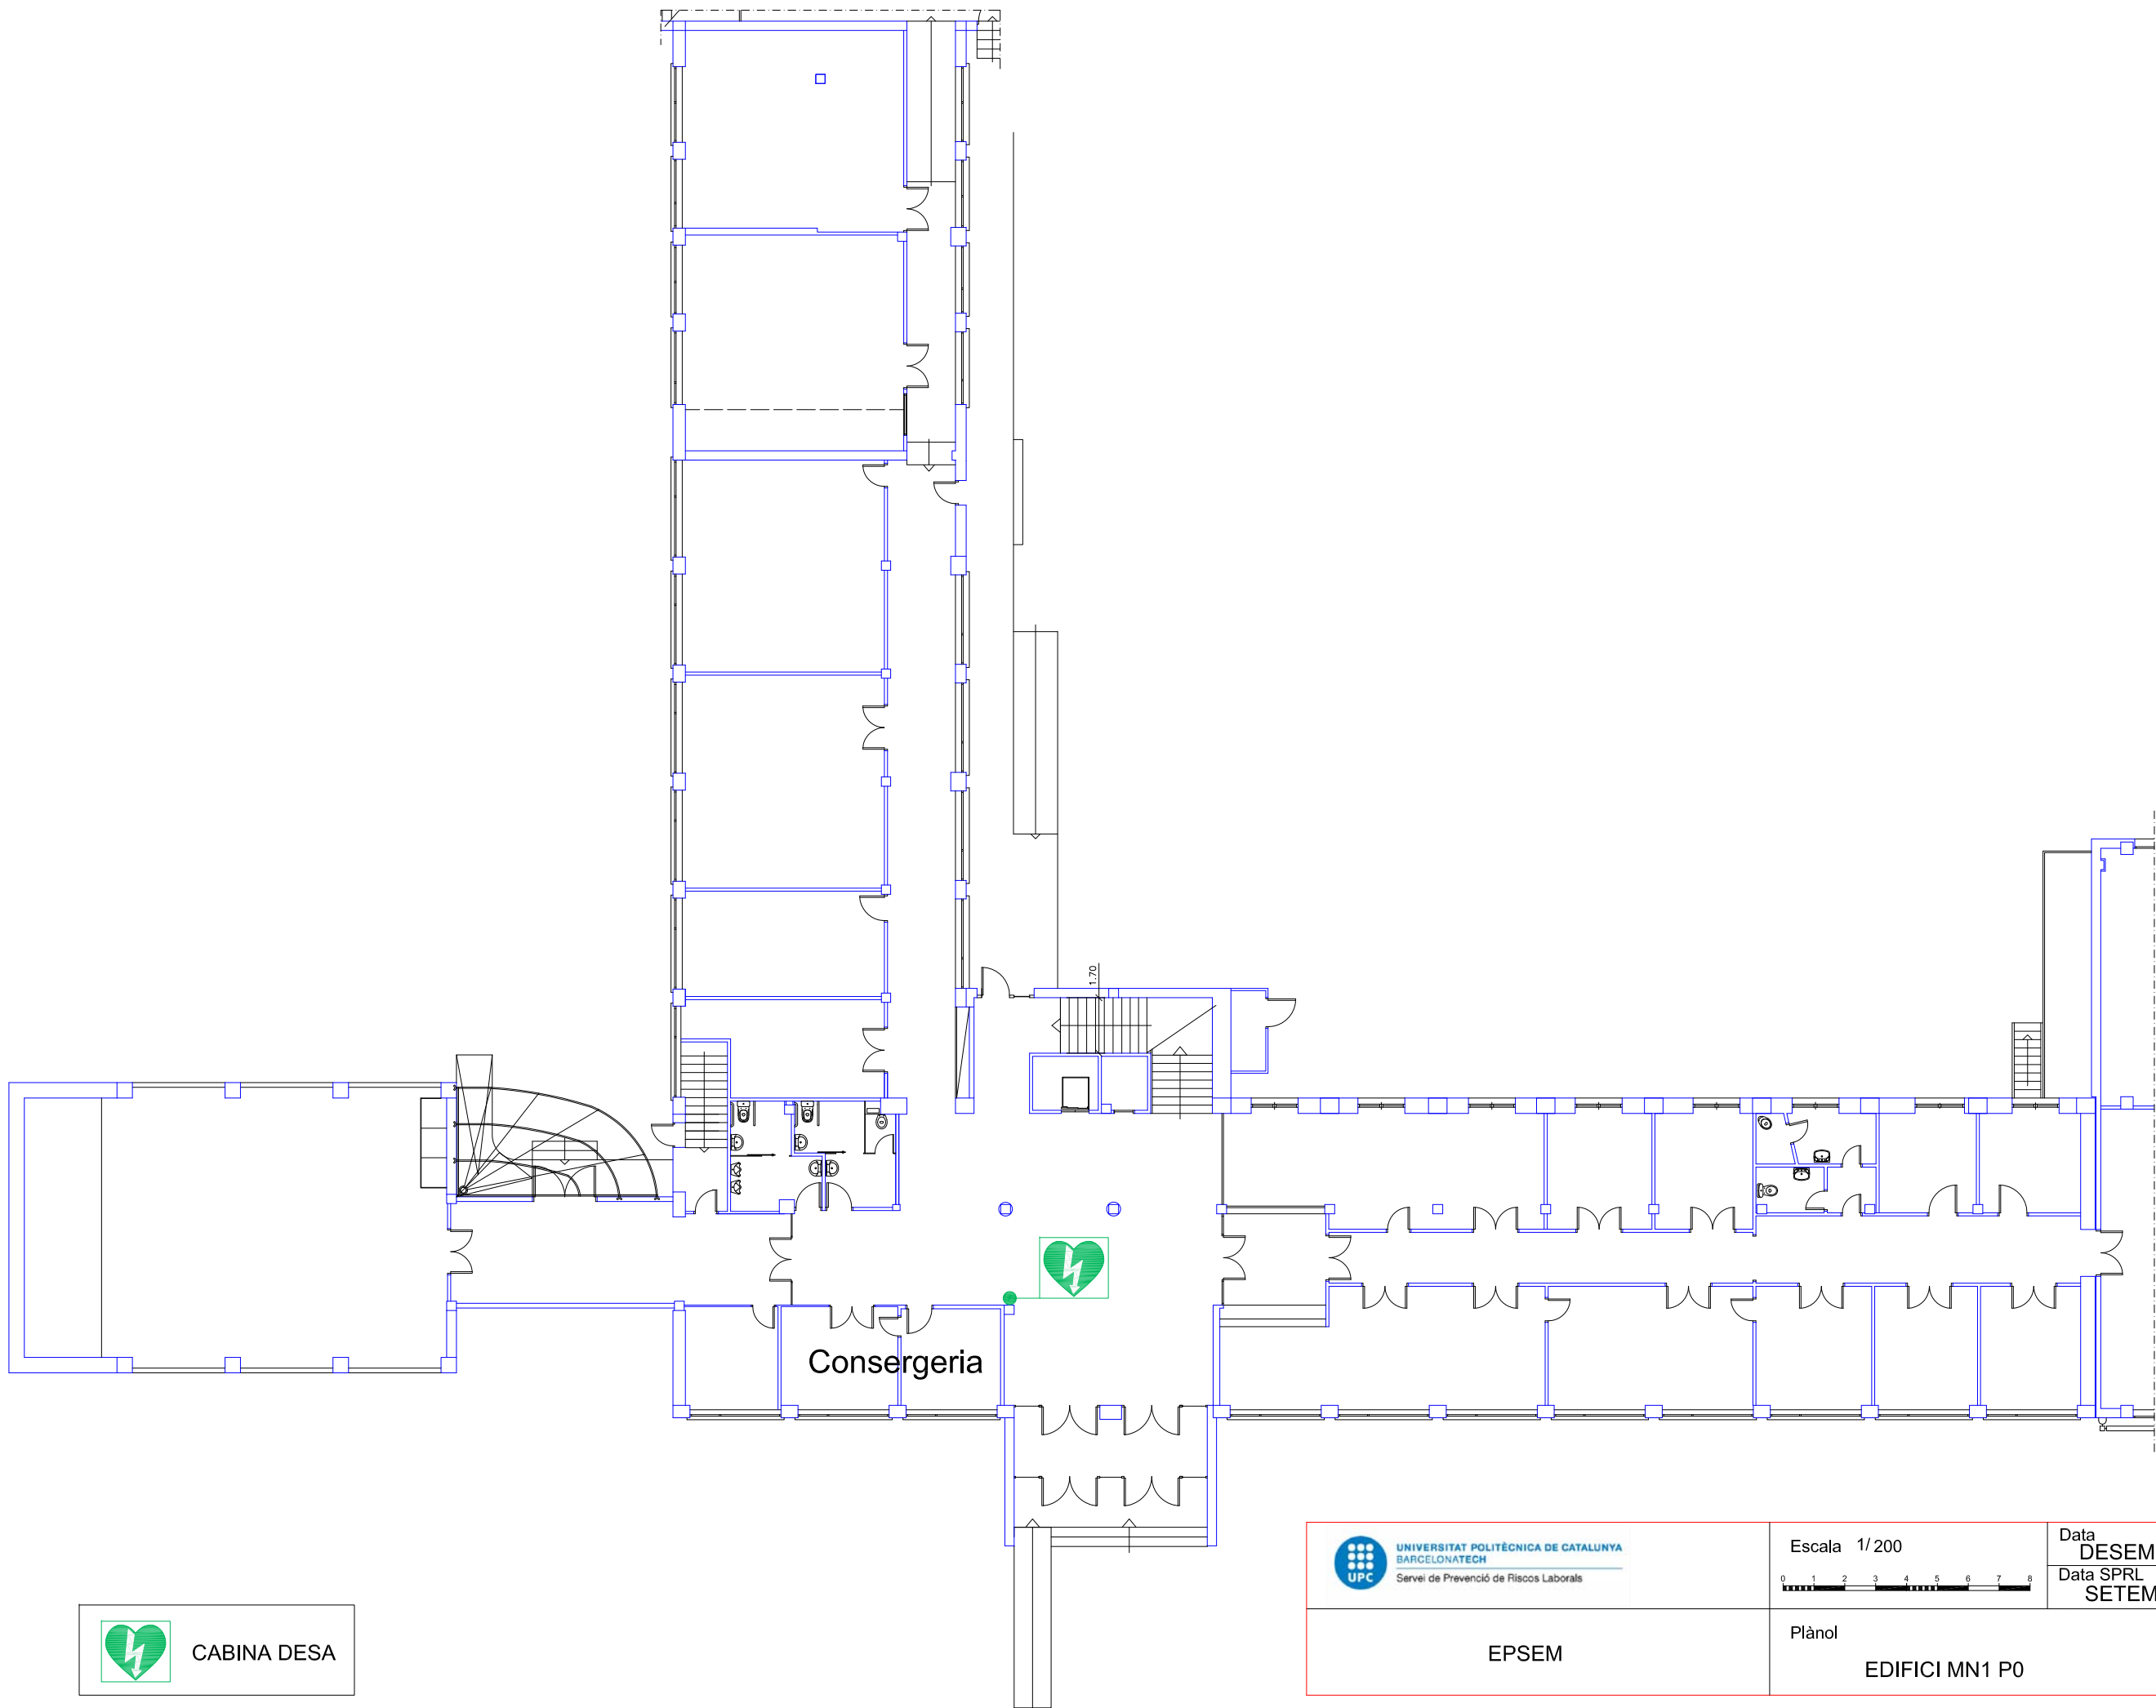 1.70
Consergeria
CABINA DESA
UNIVERSITAT POLITÈCNICA DE CATALUNYA
BARCELONATECH
UPC
Servei de Prevenció de Riscos Laborals
EPSEM
Escala 1/200
0 1 2 3 4 5 6 7 8
Data
DESEM
Data SPRL
SETEM
Plànol
EDIFICI MN1 P0